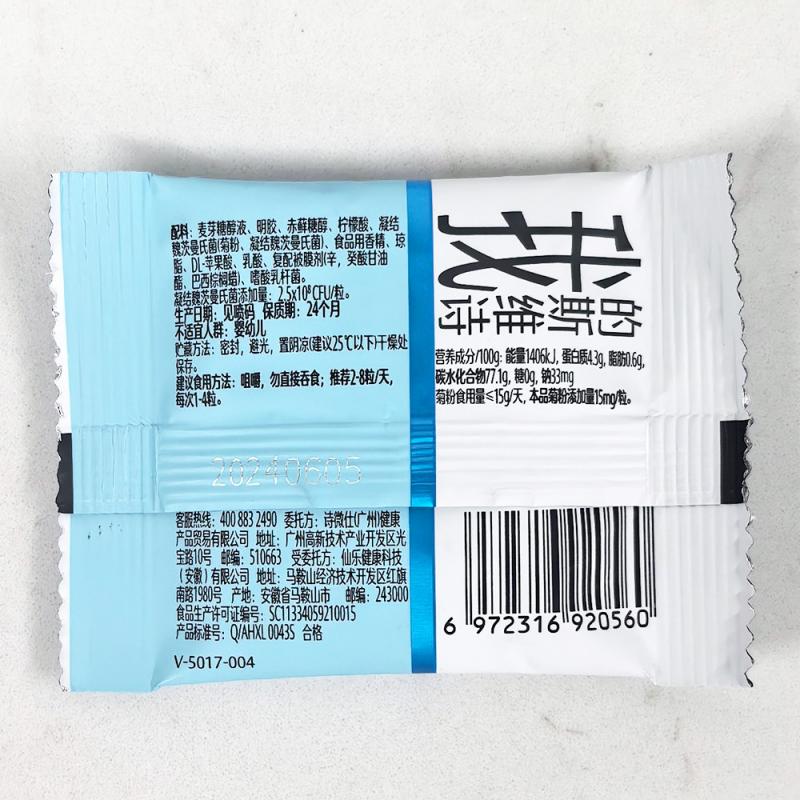 配料：麦芽糖醇液、明胶、赤藓糖醇、柠檬酸、凝结
魏茨曼氏菌(菊粉、凝结魏茨曼氏菌)、食品用香精、琼
脂、DL-苹果酸、乳酸、复配被膜剂(辛，癸酸甘油
酯、巴西棕榈蜡)、嗜酸乳杆菌。
凝结魏茨曼氏菌添加量：2.5x10⁸CFU/粒。
生产日期：见喷码 保质期：24个月
不适宜人群：婴幼儿
贮藏方法：密封，避光，置阴凉(建议25℃以下)干燥处
保存。
建议食用方法：咀嚼，勿直接吞食；推荐2-8粒/天，
每次1-4粒。
我
的斯维诗
营养成分/100g: 能量1406kJ，蛋白质4.3g, 脂肪0.6g,
碳水化合物77.1g, 糖0g, 钠33mg
菊粉食用量≤15g/天，本品菊粉添加量15mg/粒。
20240605
客服热线：400 883 2490 委托方：诗微仕(广州)健康
产品贸易有限公司 地址：广州高新技术产业开发区光
宝路10号 邮编：510663 受委托方：仙乐健康科技
（安徽）有限公司 地址：马鞍山经济技术开发区红旗
南路1980号 产地：安徽省马鞍山市 邮编：243000
食品生产许可证编号：SC11334059210015
产品标准号：Q/AHXL 0043S 合格
V-5017-004
6 972316 920560